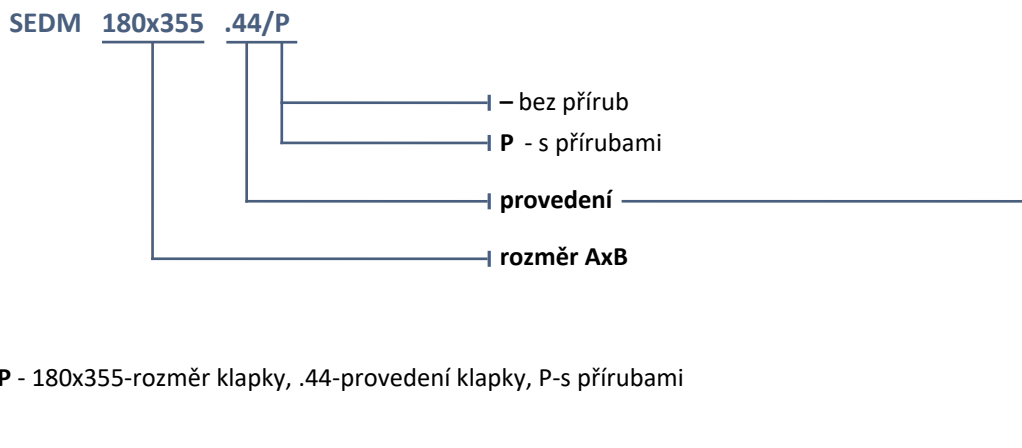 SEDM 180x355 .44/P
– bez přírub
P - s přírubami
provedení
rozměr AxB
P - 180x355-rozměr klapky, .44-provedení klapky, P-s přírubami